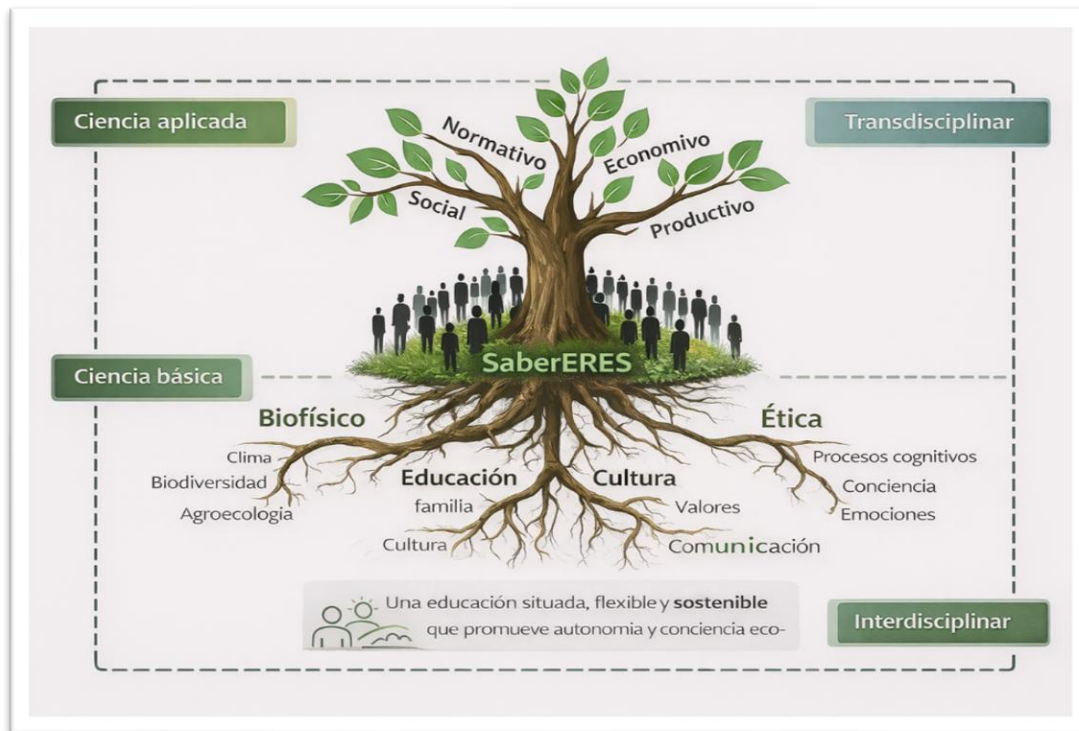 Ciencia aplicada
Transdisciplinar
Normativo
Economivo
Social
Productivo
SaberERES
Ciencia básica
Biofísico
Ética
Clima
Biodiversidad
Agroecologia
Procesos cognitivos
Conciencia
Emociones
Educación
Cultura
familia
Valores
Cultura
Comunicación
Una educación situada, flexible y sostenible
que promueve autonomia y conciencia eco-
Interdisciplinar